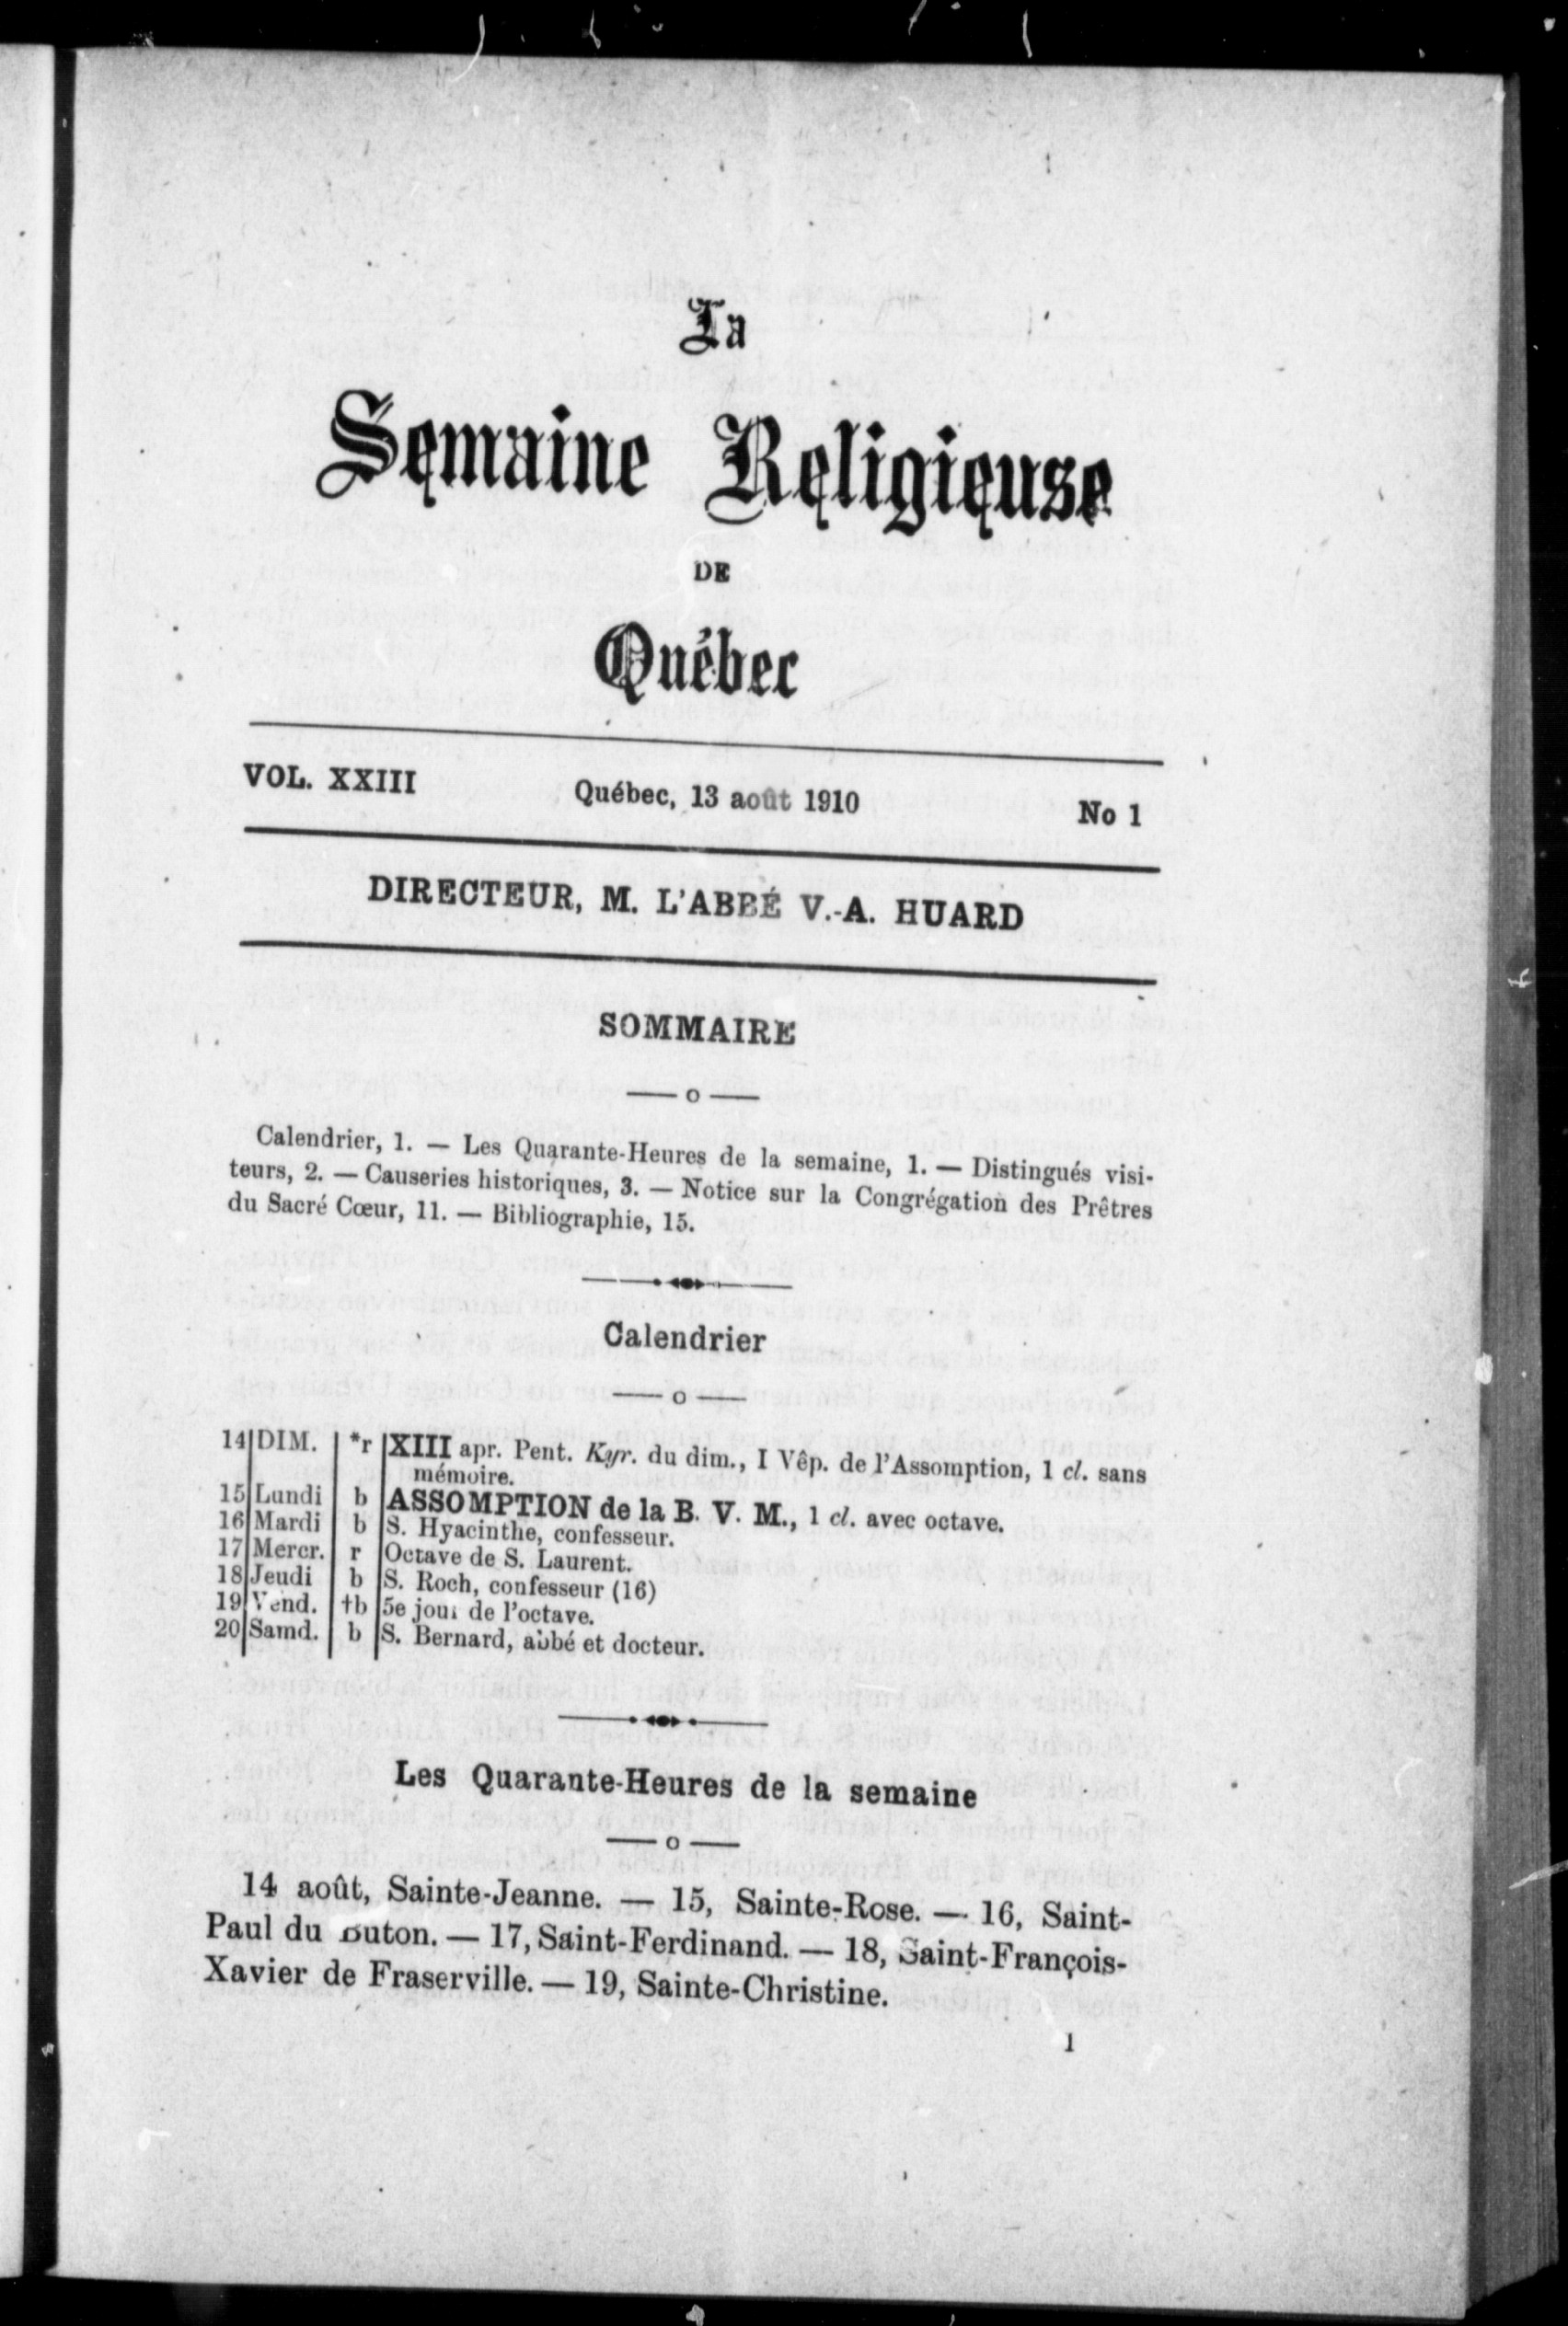 La
Semaine Religieuse
DE
Québec
VOL. XXIII Québec, 13 août 1910 No 1
DIRECTEUR, M. L'ABBÉ V.-A. HUARD
SOMMAIRE
— o —
Calendrier, 1. — Les Quarante-Heures de la semaine, 1. — Distingués visi-
teurs, 2. — Causeries historiques, 3. — Notice sur la Congrégation des Prêtres
du Sacré Cœur, 11. — Bibliographie, 15.
Calendrier
— o —
14 DIM. *r XIII apr. Pent. Kyr. du dim., I Vêp. de l'Assomption, 1 cl. sans
mémoire.
15 Lundi b ASSOMPTION de la B. V. M., 1 cl. avec octave.
16 Mardi b S. Hyacinthe, confesseur.
17 Mercr. r Octave de S. Laurent.
18 Jeudi b S. Roch, confesseur (16)
19 Vend. †b 5e jour de l'octave.
20 Samd. b S. Bernard, abbé et docteur.
Les Quarante-Heures de la semaine
— o —
14 août, Sainte-Jeanne. — 15, Sainte-Rose. — 16, Saint-
Paul du Buton. — 17, Saint-Ferdinand. — 18, Saint-François-
Xavier de Fraserville. — 19, Sainte-Christine.
1